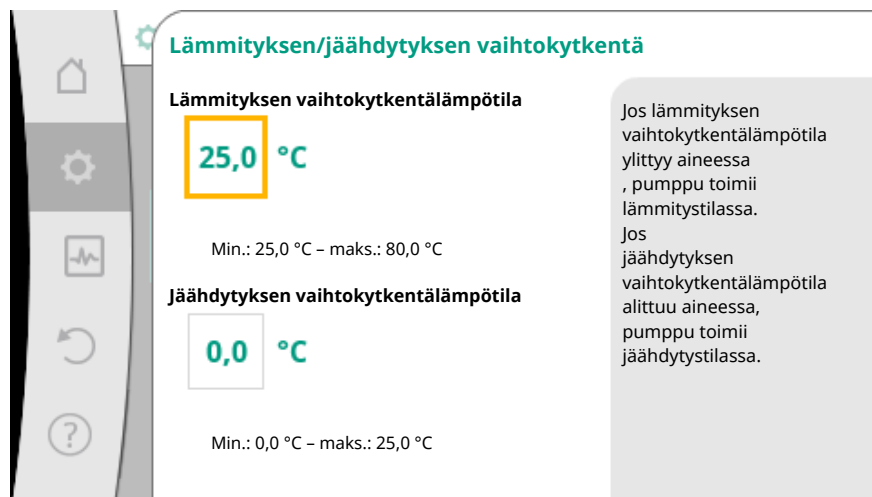 Lämmityksen/jäähdytyksen vaihtokytkentä
Lämmityksen vaihtokytkentälämpötila
25,0 °C
Min.: 25,0 °C – maks.: 80,0 °C
Jäähdytyksen vaihtokytkentälämpötila
0,0 °C
Min.: 0,0 °C – maks.: 25,0 °C
Jos lämmityksen
vaihtokytkentälämpötila
ylittyy aineessa
, pumppu toimii
lämmitystilassa.
Jos
jäähdytyksen
vaihtokytkentälämpötila
alittuu aineessa,
pumppu toimii
jäähdytystilassa.